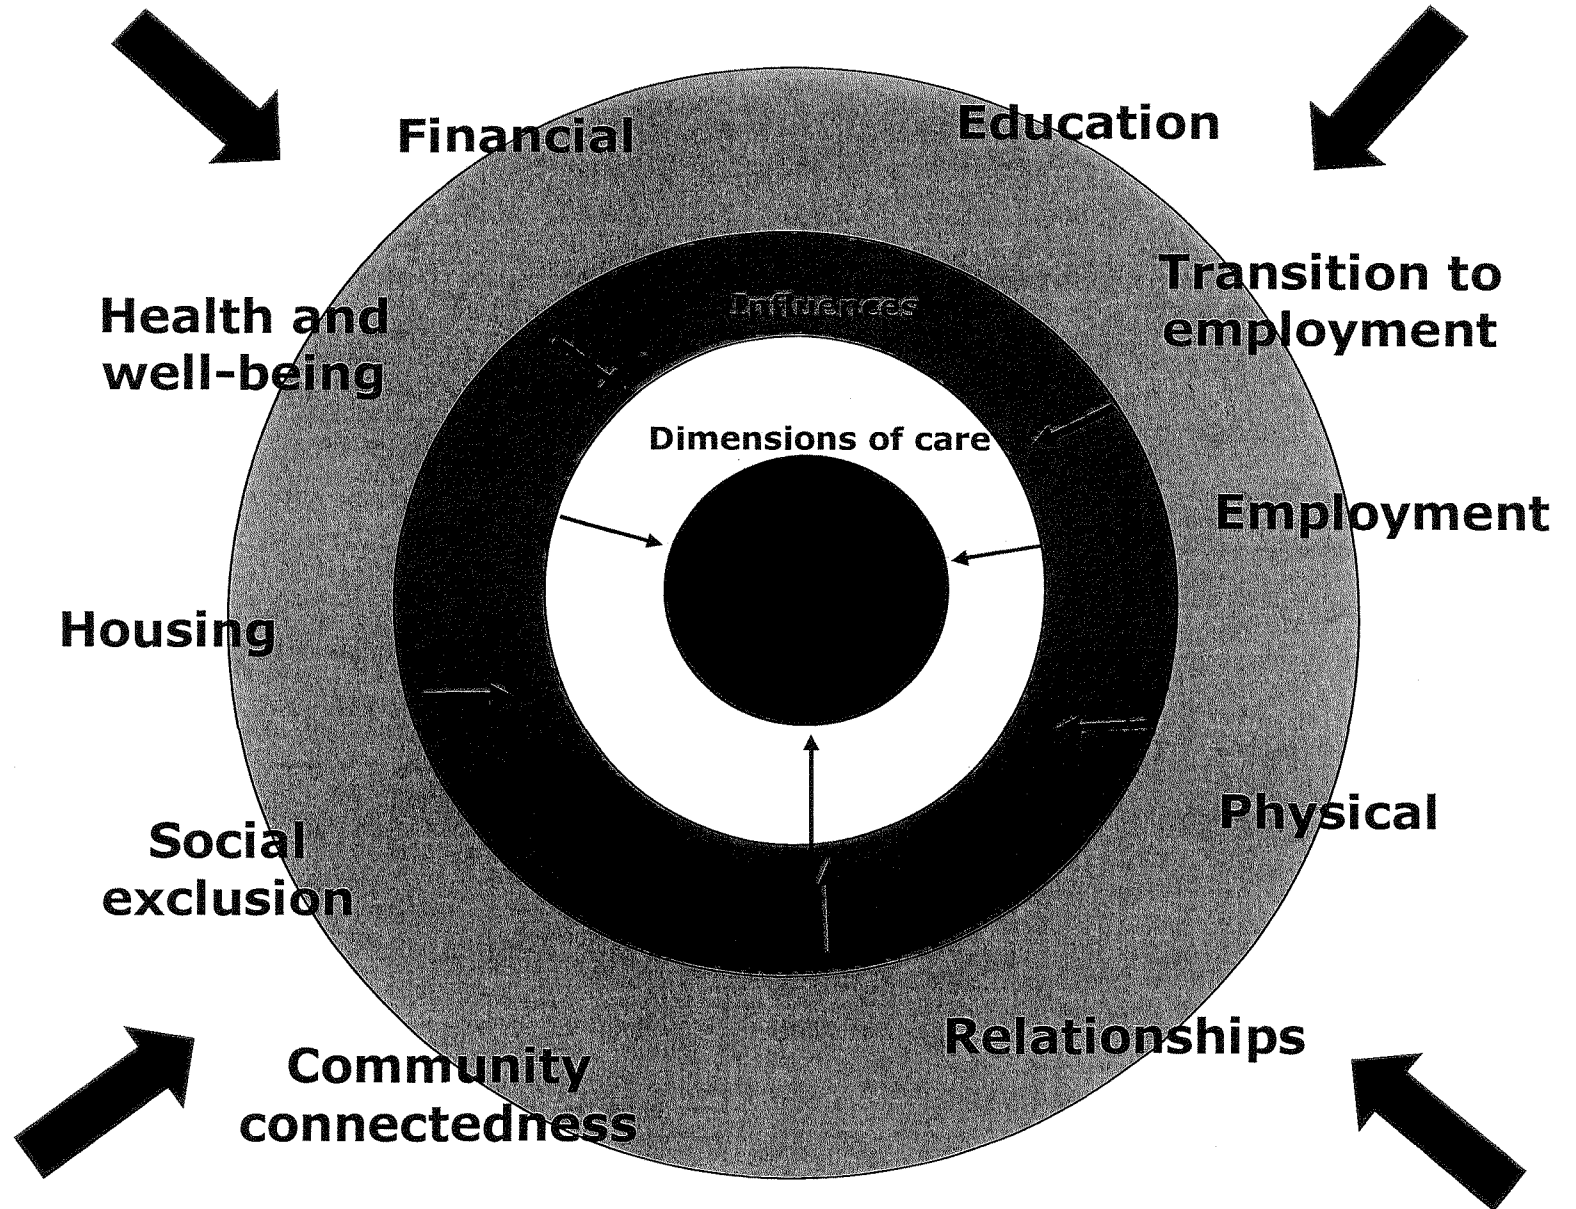 Financial
Education
Transition to
employment
Health and
well-being
Influences
Dimensions of care
Employment
Housing
Physical
Social
exclusion
Relationships
Community
connectedness